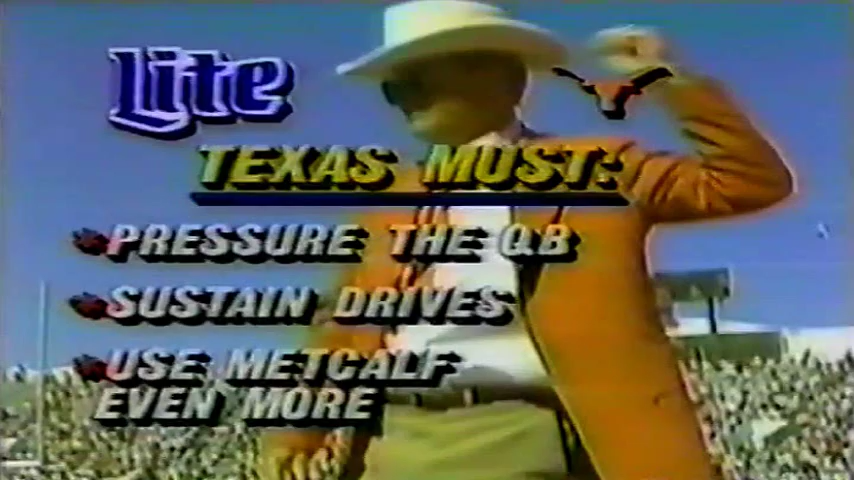 Lite
TEXAS MUST:
PRESSURE THE QB
SUSTAIN DRIVES
USE METCALF
EVEN MORE